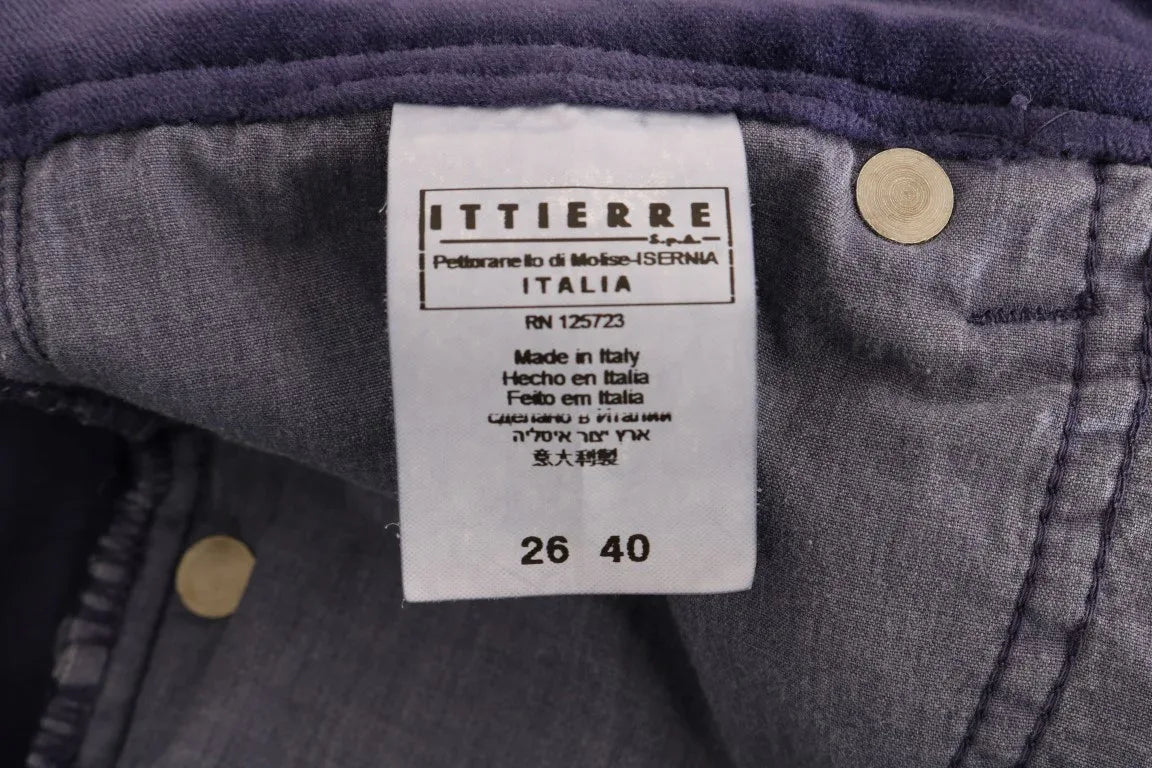 ITTIERRE
S.p.A.
Pettoranello di Molise-ISERNIA
ITALIA
RN 125723
Made in Italy
Hecho en Italia
Feito em Italia
Сделано в Италии
ארץ יצור איטליה
意大利製
26 40